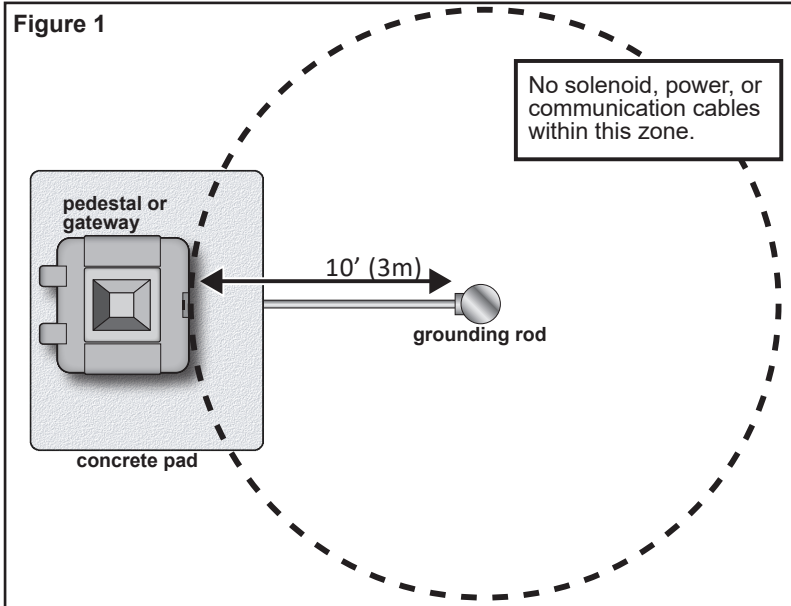 Figure 1
No solenoid, power, or
communication cables
within this zone.
pedestal or
gateway
10’ (3m)
grounding rod
concrete pad